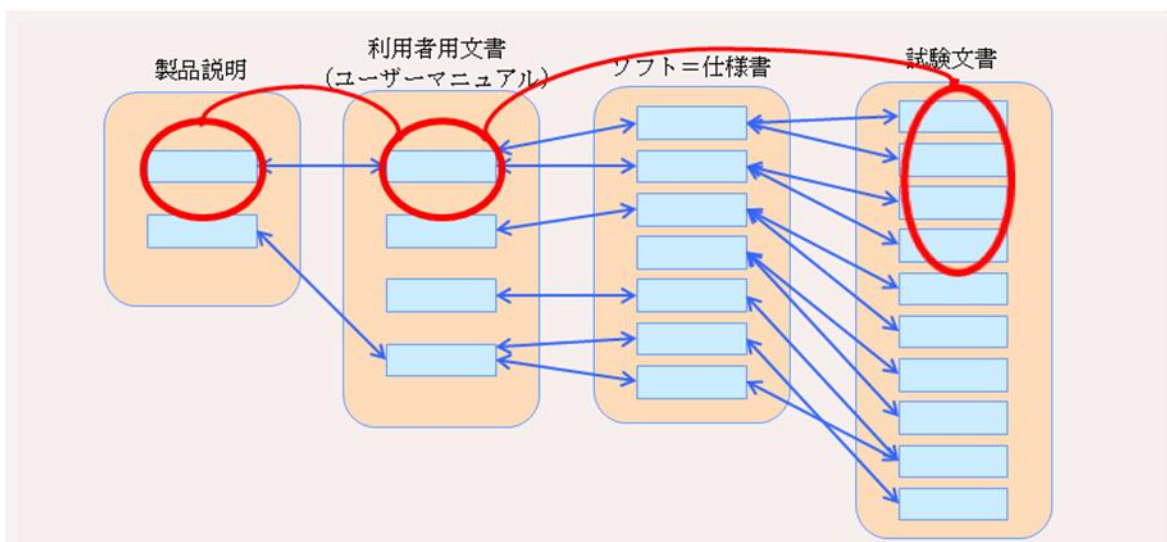 製品説明
利用者用文書
(ユーザーマニュアル)
ソフト=仕様書
試験文書